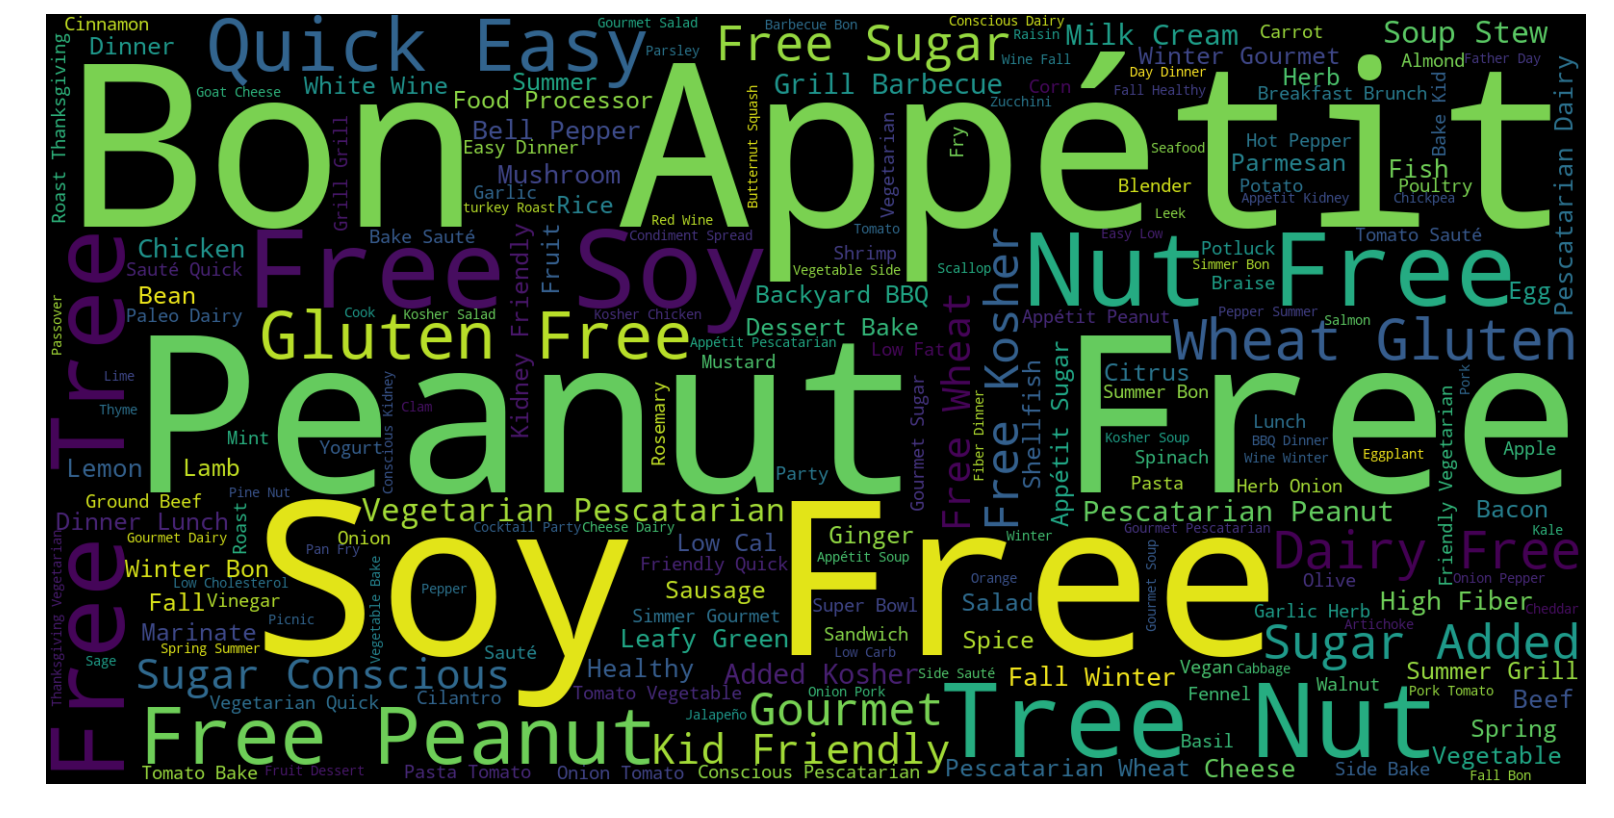 Bon Appétit
Peanut Free
Soy Free
Free Tree
Free Soy
Nut Free
Tree Nut
Free Peanut
Quick Easy
Gluten Free
Wheat Gluten
Dairy Free
Free Sugar
Sugar Added
Sugar Conscious
Free Kosher
Free Wheat
Gourmet
Kid Friendly
Cinnamon
Dinner
Roast Thanksgiving
Goat Cheese
White Wine
Gourmet Salad
Parsley
Summer
Food Processor
Bell Pepper
Easy Dinner
Mushroom
Garlic
turkey Roast
Rice
Grill Grill
Barbecue Bon
Conscious Dairy
Raisin
Wine Fall
Milk Cream
Winter Gourmet
Day Dinner
Fall Healthy
Carrot
Herb
Breakfast Brunch
Soup Stew
Almond
Father Day
Bake Kid
Pescatarian Dairy
Grill Barbecue
Corn
Zucchini
Butternut Squash
Red Wine
Tomato Vegetarian
Fry
Seafood
Hot Pepper
Parmesan
Fish
Poultry
Blender
Potato
Appétit Kidney
Chickpea
Leek
Chicken
Sauté Quick
Bean
Paleo Dairy
Passover
Bake Sauté
Cook
Kosher Salad
Kidney Friendly
Fruit
Condiment Spread
Kosher Chicken
Shrimp
Vegetable Side
Backyard BBQ
Dessert Bake
Appétit Pescatarian
Mustard
Low Fat
Scallop
Easy Low
Potluck
Simmer Bon
Braise
Tomato Sauté
Egg
Appétit Peanut
Pepper Summer
Salmon
Shellfish
Appétit Sugar
Citrus
Summer Bon
Kosher Soup
Spinach
Pasta
Lunch
BBQ Dinner
Wine Winter
Eggplant
Herb Onion
Pork
Apple
Friendly Vegetarian
Pescatarian Peanut
Gourmet Pescatarian
Bacon
Kale
Lime
Thyme
Mint
Lemon
Lamb
Yogurt
Conscious Kidney
Clam
Rosemary
Party
Gourmet Sugar
Fiber Dinner
Ground Beef
Pine Nut
Dinner Lunch
Gourmet Dairy
Roast
Winter Bon
Low Cholesterol
Fall
Vinegar
Marinate
Picnic
Spring Summer
Sage
Thanksgiving Vegetarian
Vegetarian Pescatarian
Onion
Pan Fry
Cocktail Party
Cheese Dairy
Vegetable Bake
Pepper
Low Cal
Friendly Quick
Sausage
Simmer Gourmet
Leafy Green
Healthy
Sauté
Ginger
Appétit Soup
Super Bowl
Sandwich
Low Carb
Winter
Orange
Salad
Spice
Gourmet Soup
Olive
Garlic Herb
High Fiber
Onion Pepper
Cheddar
Artichoke
Added Kosher
Side Sauté
Fall Winter
Vegan
Cabbage
Fennel
Walnut
Summer Grill
Pork Tomato
Beef
Spring
Vegetable
Basil
Cheese
Side Bake
Fall Bon
Vegetarian Quick
Cilantro
Tomato Vegetable
Jalapeño
Onion Pork
Tomato Bake
Fruit Dessert
Pasta Tomato
Onion Tomato
Conscious Pescatarian
Pescatarian Wheat